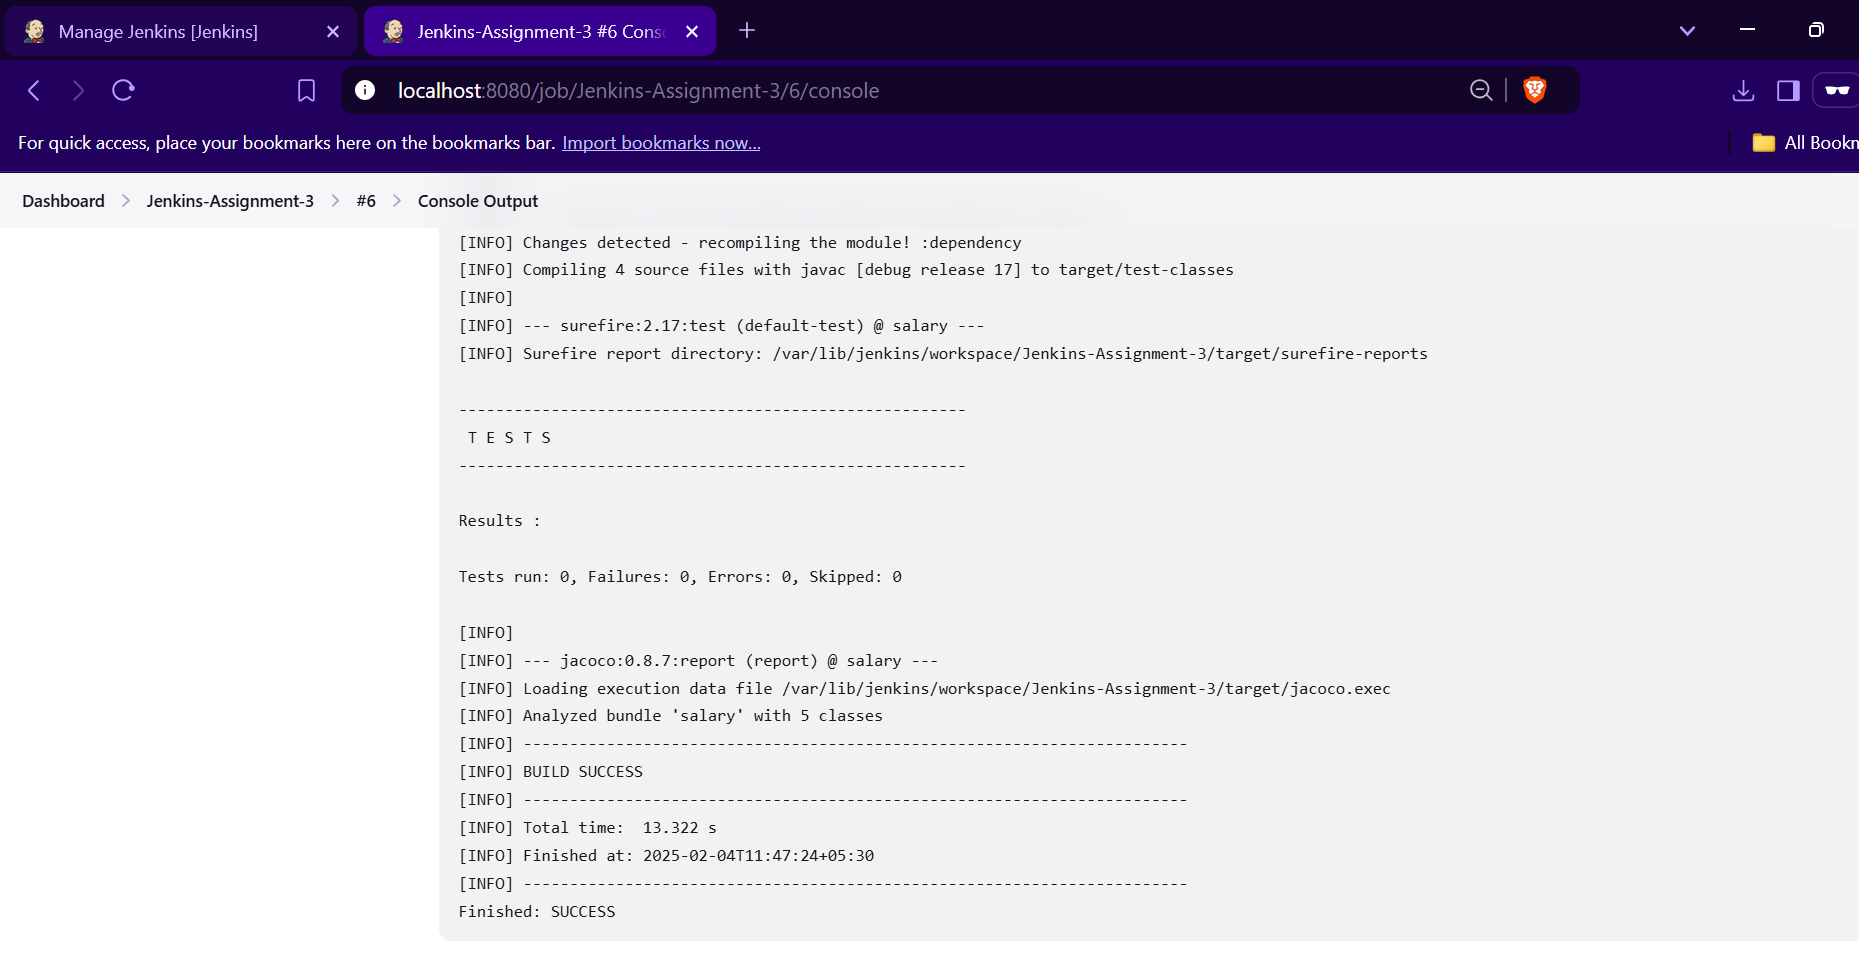 Manage Jenkins [Jenkins]
Jenkins-Assignment-3 #6 Cons
localhost:8080/job/Jenkins-Assignment-3/6/console
For quick access, place your bookmarks here on the bookmarks bar. Import bookmarks now...
All Bookm
Dashboard > Jenkins-Assignment-3 > #6 > Console Output
[INFO] Changes detected - recompiling the module! :dependency
[INFO] Compiling 4 source files with javac [debug release 17] to target/test-classes
[INFO]
[INFO] --- surefire:2.17:test (default-test) @ salary ---
[INFO] Surefire report directory: /var/lib/jenkins/workspace/Jenkins-Assignment-3/target/surefire-reports
-------------------------------------------------------
T E S T S
-------------------------------------------------------
Results :
Tests run: 0, Failures: 0, Errors: 0, Skipped: 0
[INFO]
[INFO] --- jacoco:0.8.7:report (report) @ salary ---
[INFO] Loading execution data file /var/lib/jenkins/workspace/Jenkins-Assignment-3/target/jacoco.exec
[INFO] Analyzed bundle 'salary' with 5 classes
[INFO] ------------------------------------------------------------------------
[INFO] BUILD SUCCESS
[INFO] ------------------------------------------------------------------------
[INFO] Total time:  13.322 s
[INFO] Finished at: 2025-02-04T11:47:24+05:30
[INFO] ------------------------------------------------------------------------
Finished: SUCCESS